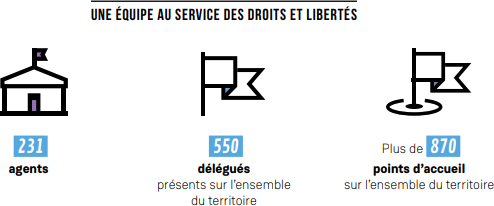 UNE ÉQUIPE AU SERVICE DES DROITS ET LIBERTÉS
231
agents
550
délégués
présents sur l'ensemble
du territoire
Plus de 870
points d'accueil
sur l'ensemble du territoire